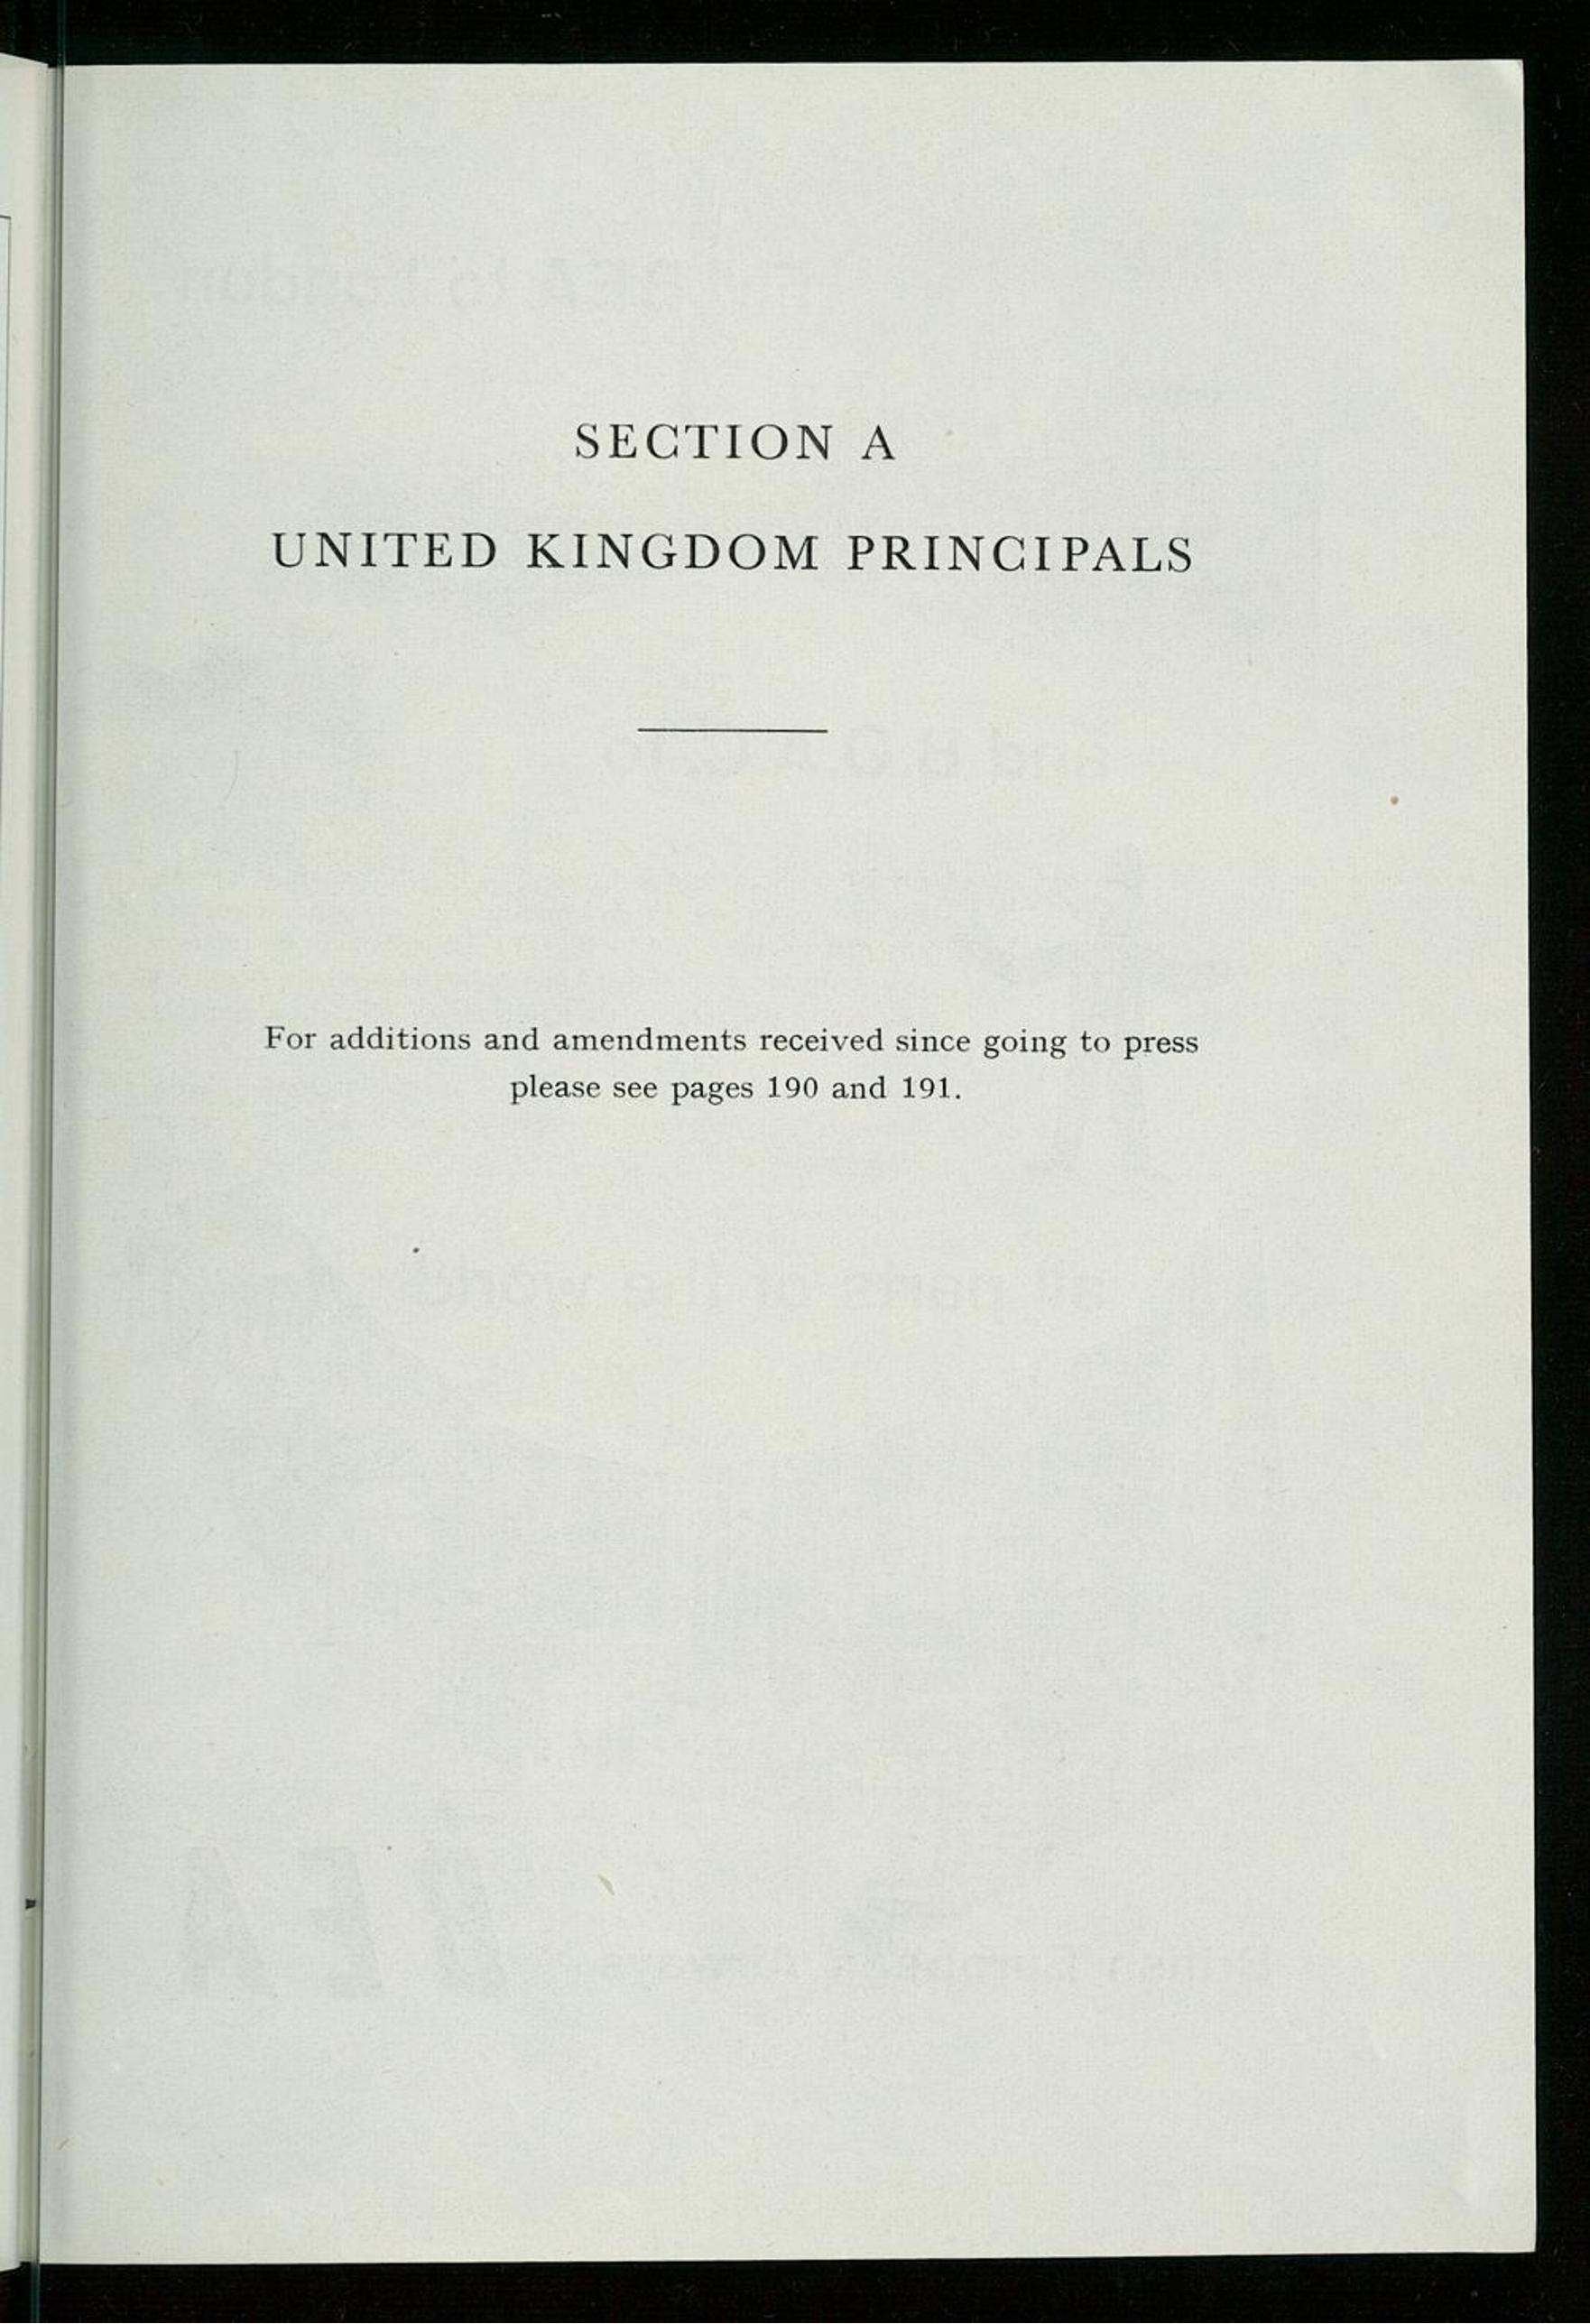 SECTION A
UNITED KINGDOM PRINCIPALS
For additions and amendments received since going to press
please see pages 190 and 191.